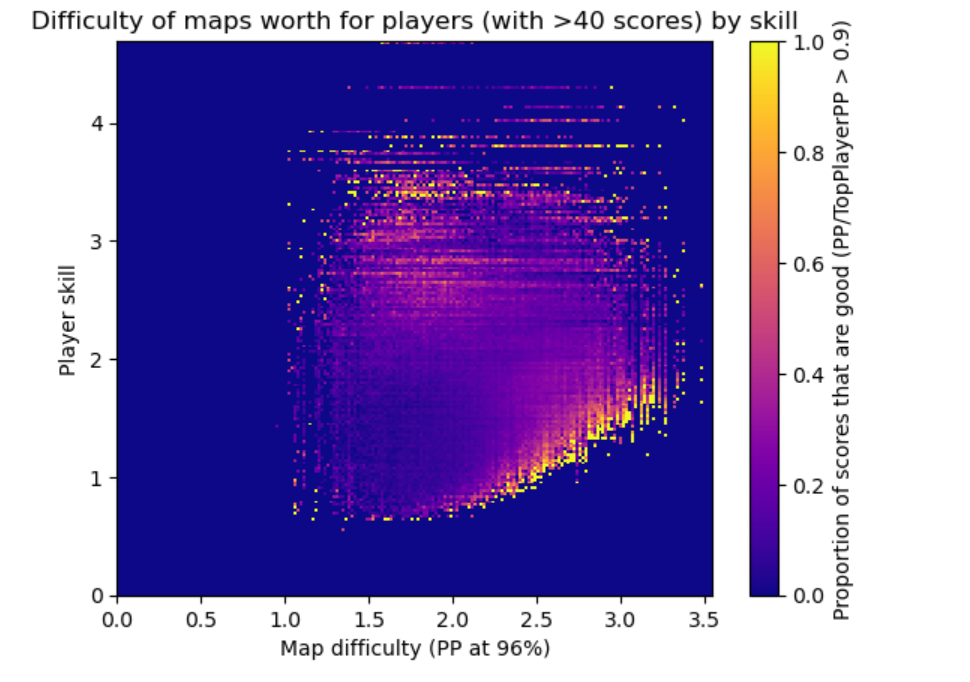 Difficulty of maps worth for players (with >40 scores) by skill
Player skill
4
3
2
1
0
0.0 0.5 1.0 1.5 2.0 2.5 3.0 3.5
Map difficulty (PP at 96%)
1.0
0.8
0.6
0.4
0.2
0.0
Proportion of scores that are good (PP/TopPlayerPP > 0.9)